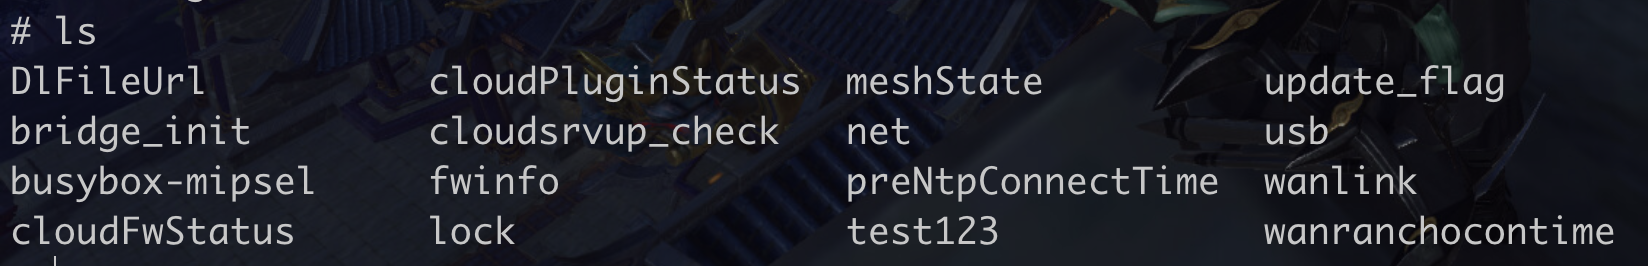 # ls
DlFileUrl cloudPluginStatus meshState update_flag
bridge_init cloudsrvup_check net usb
busybox-mipsel fwinfo preNtpConnectTime wanlink
cloudFwStatus lock test123 wanranchocontime